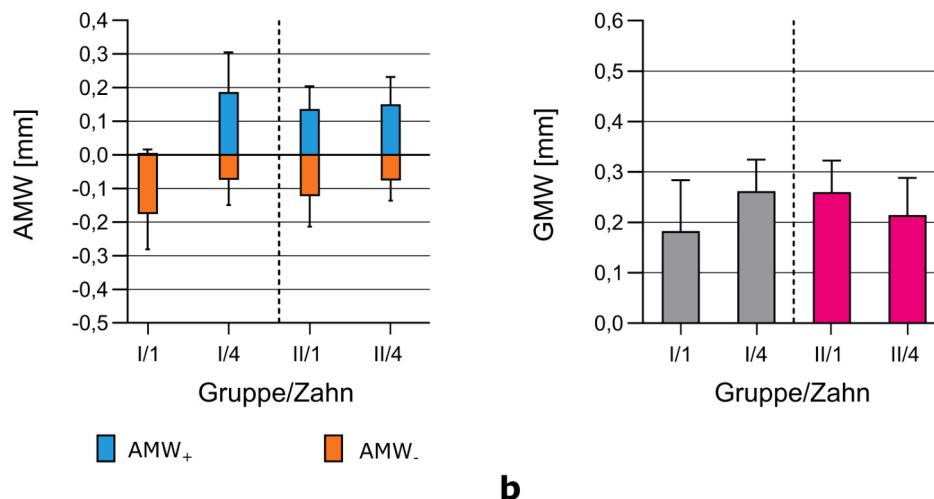 AMW [mm]
0,4
0,3
0,2
0,1
0,0
-0,1
-0,2
-0,3
-0,4
-0,5
I/1 I/4 II/1 II/4
Gruppe/Zahn
AMW₊ AMW₋
GMW [mm]
0,6
0,5
0,4
0,3
0,2
0,1
0,0
I/1 I/4 II/1 II/4
Gruppe/Zahn
b